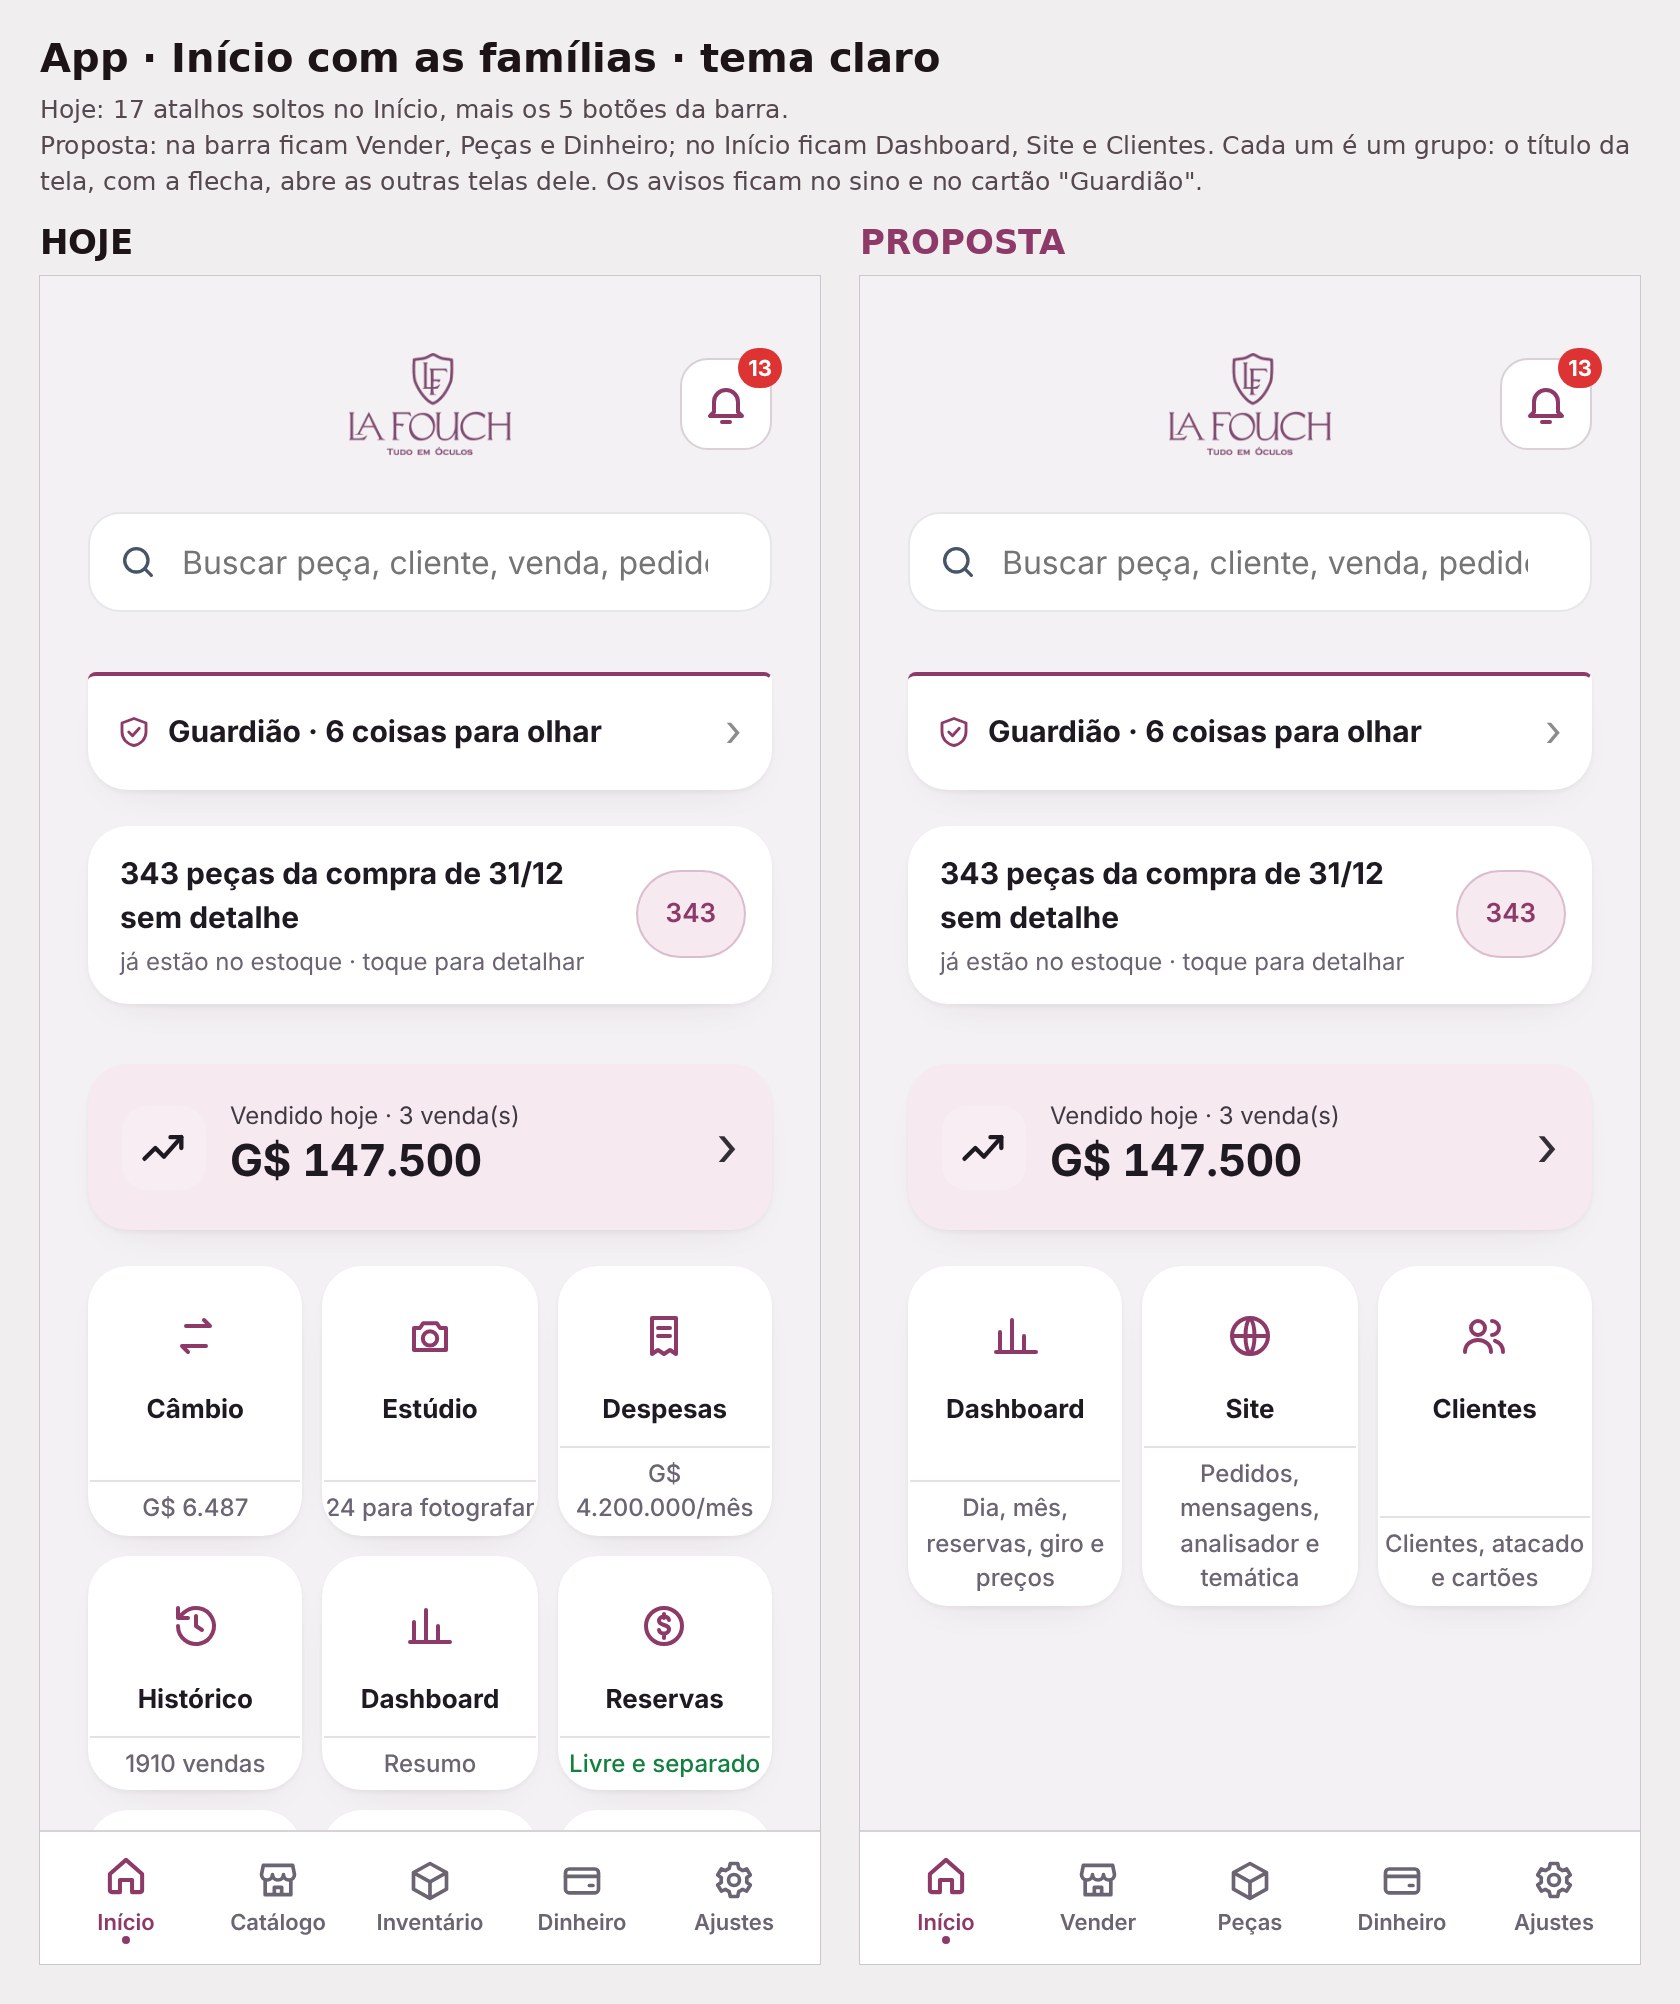 App · Início com as famílias · tema claro
Hoje: 17 atalhos soltos no Início, mais os 5 botões da barra.
Proposta: na barra ficam Vender, Peças e Dinheiro; no Início ficam Dashboard, Site e Clientes. Cada um é um grupo: o título da
tela, com a flecha, abre as outras telas dele. Os avisos ficam no sino e no cartão "Guardião".
HOJE
LF
LA FOUCH
TUDO EM ÓCULOS
13
Buscar peça, cliente, venda,
Guardião · 6 coisas para olhar
343 peças da compra de 31/12
sem detalhe
já estão no estoque · toque para detalhar
343
Vendido hoje · 3 venda(s)
G$ 147.500
Câmbio
G$ 6.487
Estúdio
24 para fotografar
Despesas
G$
4.200.000/mês
Histórico
1910 vendas
Dashboard
Resumo
Reservas
Livre e separado
Início
Catálogo
Inventário
Dinheiro
Ajustes
PROPOSTA
LF
LA FOUCH
TUDO EM ÓCULOS
13
Buscar peça, cliente, venda,
Guardião · 6 coisas para olhar
343 peças da compra de 31/12
sem detalhe
já estão no estoque · toque para detalhar
343
Vendido hoje · 3 venda(s)
G$ 147.500
Dashboard
Dia, mês,
reservas, giro e
preços
Site
Pedidos,
mensagens,
analisador e
temática
Clientes
Clientes, atacado
e cartões
Início
Vender
Peças
Dinheiro
Ajustes